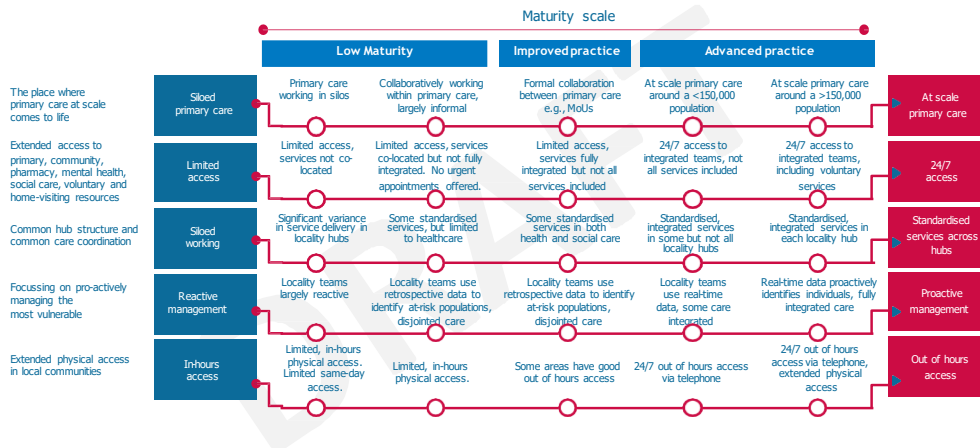 Maturity scale
Low Maturity
Improved practice
Advanced practice
The place where
primary care at scale
comes to life
Siloed
primary care
Primary care
working in silos
Collaboratively working
within primary care,
largely informal
Formal collaboration
between primary care
e.g., MoUs
At scale primary care
around a <150,000
population
At scale primary care
around a >150,000
population
At scale
primary care
Extended access to
primary, community,
pharmacy, mental health,
social care, voluntary and
home-visiting resources
Limited
access
Limited access,
services not co-
located
Limited access, services
co-located but not fully
integrated. No urgent
appointments offered.
Limited access,
services fully
integrated but not all
services included
24/7 access to
integrated teams, not
all services included
24/7 access to
integrated teams,
including voluntary
services
24/7
access
Common hub structure and
common care coordination
Siloed
working
Significant variance
in service delivery in
locality hubs
Some standardised
services, but limited
to healthcare
Some standardised
services in both
health and social care
Standardised,
integrated services
in some but not all
locality hubs
Standardised,
integrated services in
each locality hub
Standardised
services across
hubs
Focussing on pro-actively
managing the
most vulnerable
Reactive
management
Locality teams
largely reactive
Locality teams use
retrospective data to
identify at-risk populations,
disjointed care
Locality teams use
retrospective data to identify
at-risk populations,
disjointed care
Locality teams
use real-time
data, some care
integrated
Real-time data proactively
identifies individuals, fully
integrated care
Proactive
management
Extended physical access
in local communities
In-hours
access
Limited, in-hours
physical access.
Limited same-day
access.
Limited, in-hours
physical access.
Some areas have good
out of hours access
24/7 out of hours access
via telephone
24/7 out of hours
access via telephone,
extended physical
access
Out of hours
access
DRAFT